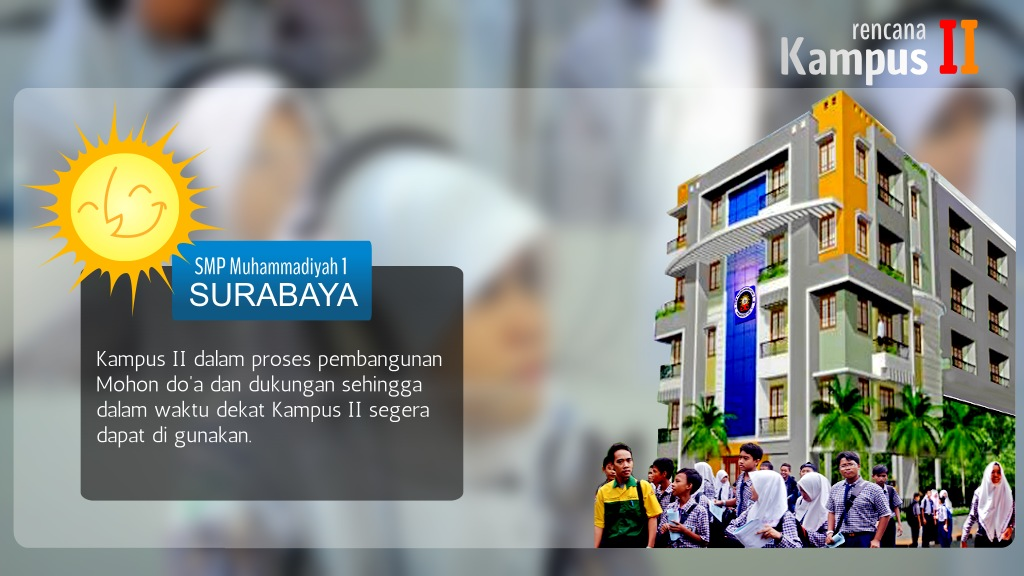 rencana
Kampus II
SMP Muhammadiyah 1
SURABAYA
Kampus II dalam proses pembangunan
Mohon do'a dan dukungan sehingga
dalam waktu dekat Kampus II segera
dapat di gunakan.